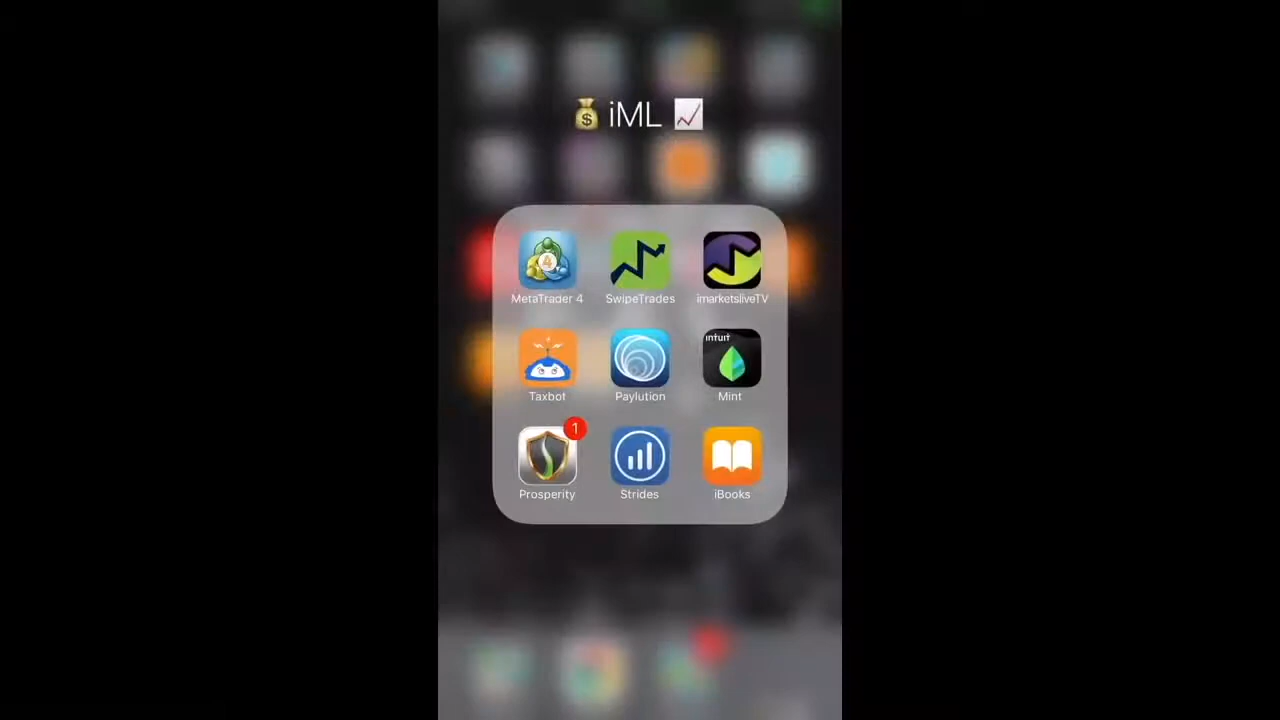 💰 iML 📈
MetaTrader 4 SwipeTrades imarketsliveTV
intuit
Taxbot Paylution Mint
1
Prosperity Strides iBooks